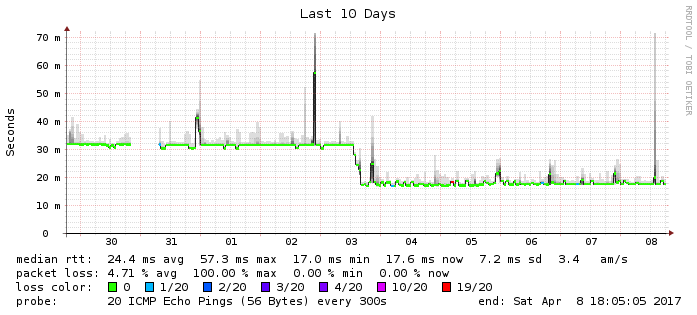 Last 10 Days
RRDTOOL / TOBI OETIKER
Seconds
70 m
60 m
50 m
40 m
30 m
20 m
10 m
0
30 31 01 02 03 04 05 06 07 08
median rtt: 24.4 ms avg 57.3 ms max 17.0 ms min 17.6 ms now 7.2 ms sd 3.4 am/s
packet loss: 4.71 % avg 100.00 % max 0.00 % min 0.00 % now
loss color: 0 1/20 2/20 3/20 4/20 10/20 19/20
probe: 20 ICMP Echo Pings (56 Bytes) every 300s end: Sat Apr 8 18:05:05 2017